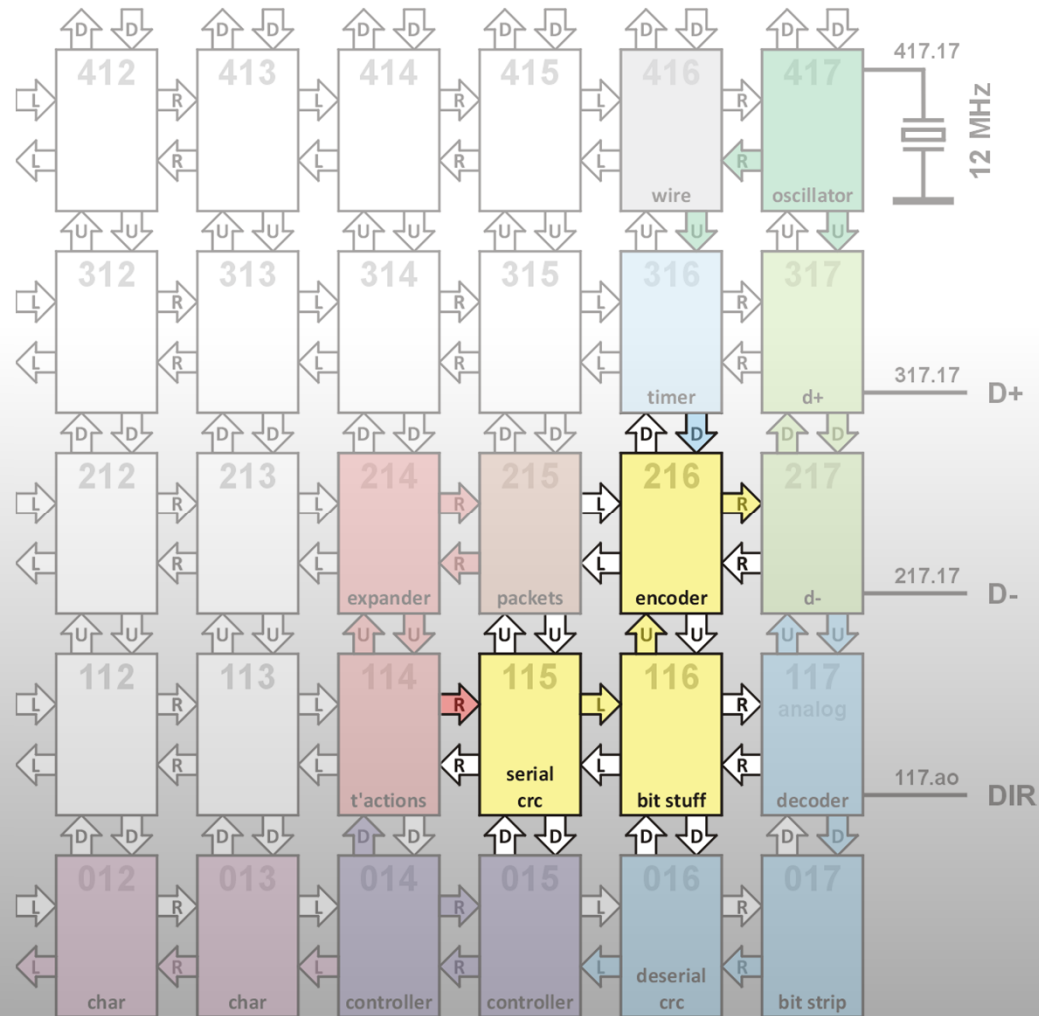 D D D D D D D D D D D D
412 413 414 415 416 417 417.17
L R L R L R
12 MHz
L R L R L R
wire oscillator
U U U U U U U U U U U U
312 313 314 315 316 317
L R L R L R
L R L R L R 317.17 D+
timer d+
D D D D D D D D D D D D
212 213 214 215 216 217
L R L R L R
L R L R L R 217.17 D-
expander packets encoder d-
U U U U U U U U U U U U
112 113 114 115 116 117
L R L R L R analog
L R L R L R
serial 117.ao DIR
t'actions crc bit stuff decoder
D D D D D D D D D D D D
012 013 014 015 016 017
L R L R L R
L R L R L R
deserial
char char controller controller crc bit strip